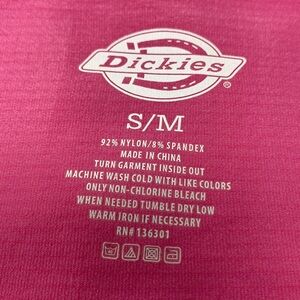 Dickies
®
S/M
92% NYLON/8% SPANDEX
MADE IN CHINA
TURN GARMENT INSIDE OUT
MACHINE WASH COLD WITH LIKE COLORS
ONLY NON-CHLORINE BLEACH
WHEN NEEDED TUMBLE DRY LOW
WARM IRON IF NECESSARY
RN# 136301